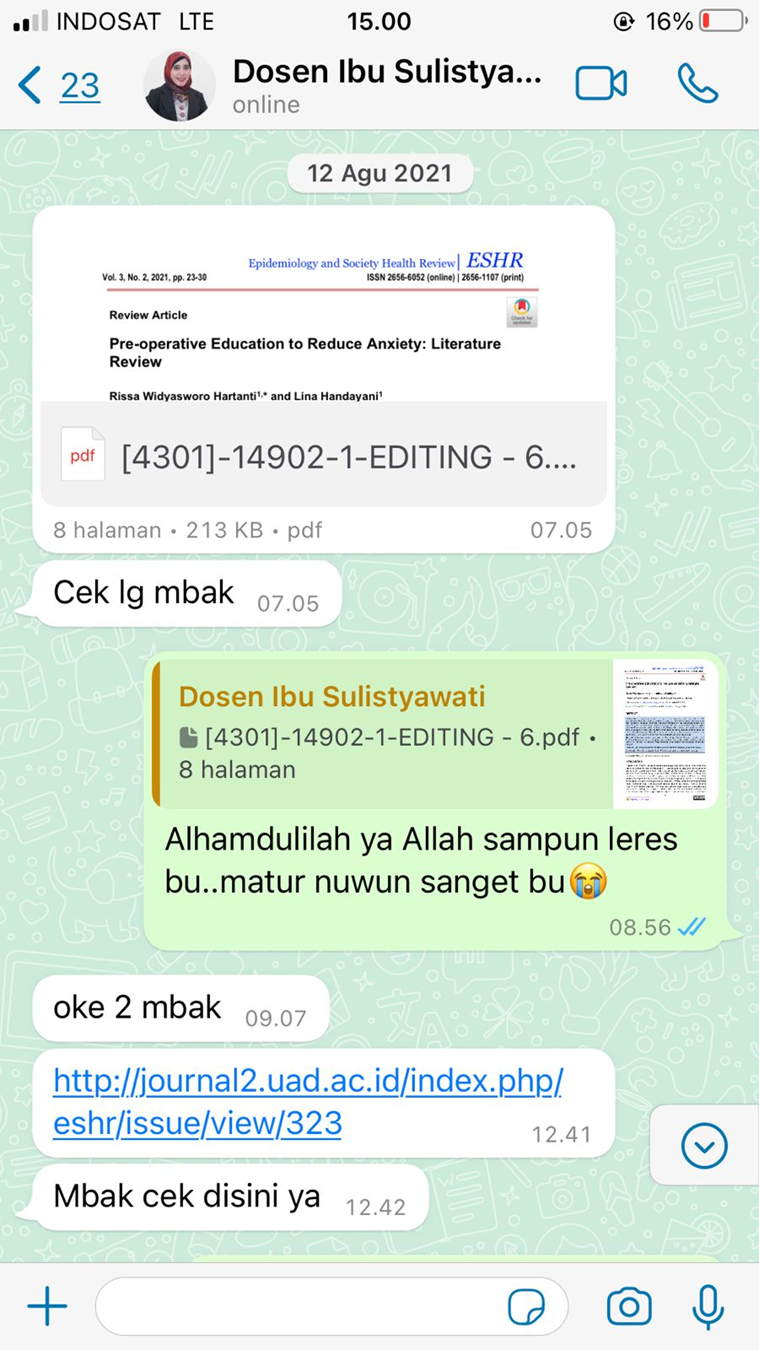 INDOSAT LTE 15.00 16%
23 Dosen Ibu Sulistya...
online
12 Agu 2021
Epidemiology and Society Health Review| ESHR
Vol. 3, No. 2, 2021, pp. 23-30 ISSN 2656-6052 (online) | 2656-1107 (print)
Review Article
Check for
updates
Pre-operative Education to Reduce Anxiety: Literature
Review
Rissa Widyasworo Hartanti¹,* and Lina Handayani¹
pdf [4301]-14902-1-EDITING - 6....
8 halaman • 213 KB • pdf 07.05
Cek lg mbak 07.05
Dosen Ibu Sulistyawati
[4301]-14902-1-EDITING - 6.pdf •
8 halaman
Alhamdulilah ya Allah sampun leres
bu..matur nuwun sanget bu😭
08.56
oke 2 mbak 09.07
http://journal2.uad.ac.id/index.php/
eshr/issue/view/323
12.41
Mbak cek disini ya 12.42